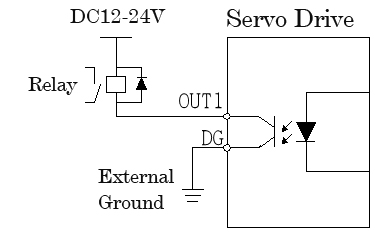 DC12-24V
Servo Drive
Relay
OUT1
DG
External
Ground